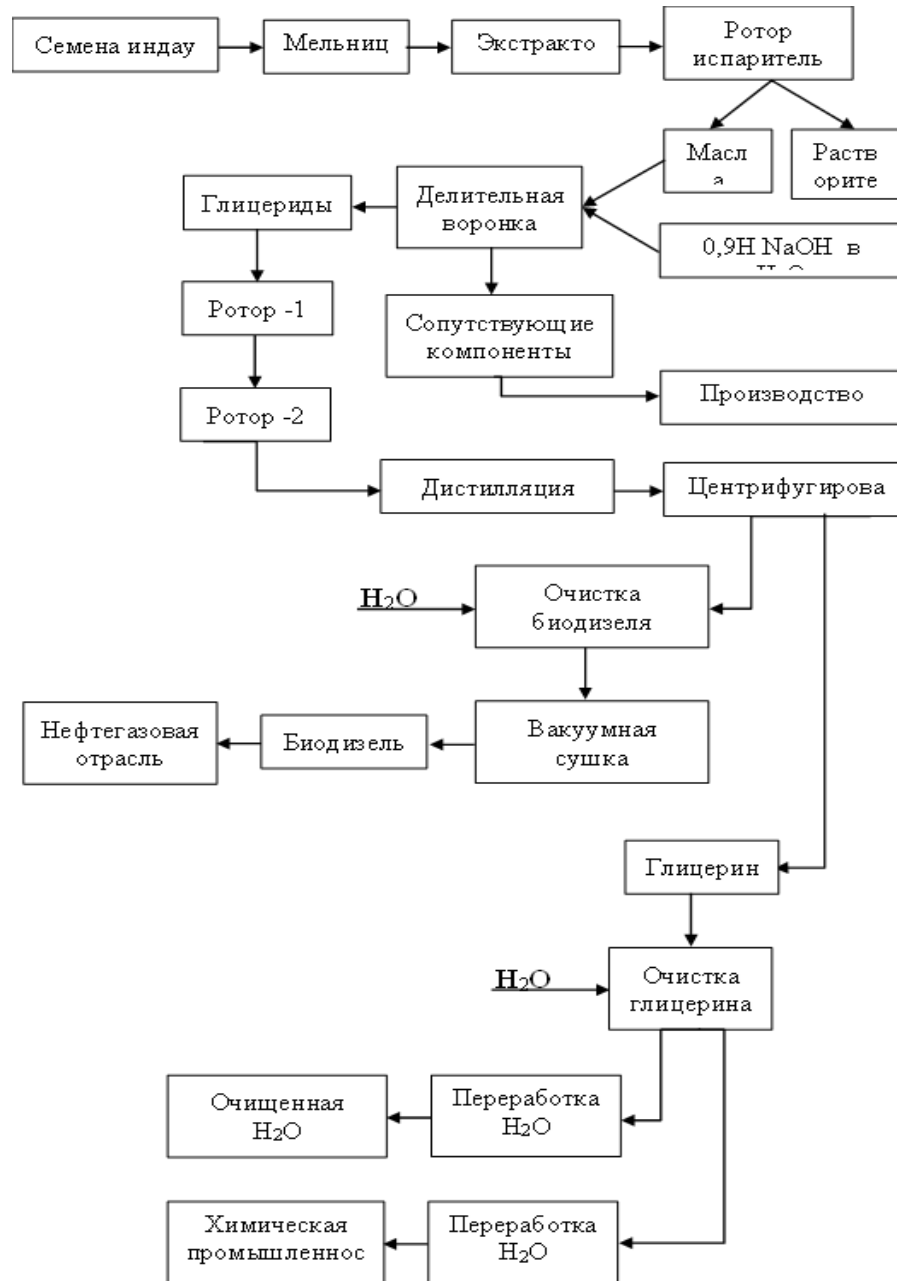 Семена индау
Мельниц
Экстракто
Ротор
испаритель
Масл
а
Раств
орите
Глицериды
Делительная
воронка
0,9Н NaOH в
Ротор -1
Сопутствующие
компоненты
Производство
Ротор -2
Дистилляция
Центрифугирова
H₂O
Очистка
биодизеля
Нефтегазовая
отрасль
Биодизель
Вакуумная
сушка
Глицерин
H₂O
Очистка
глицерина
Очищенная
H₂O
Переработка
H₂O
Химическая
промышленнос
Переработка
H₂O